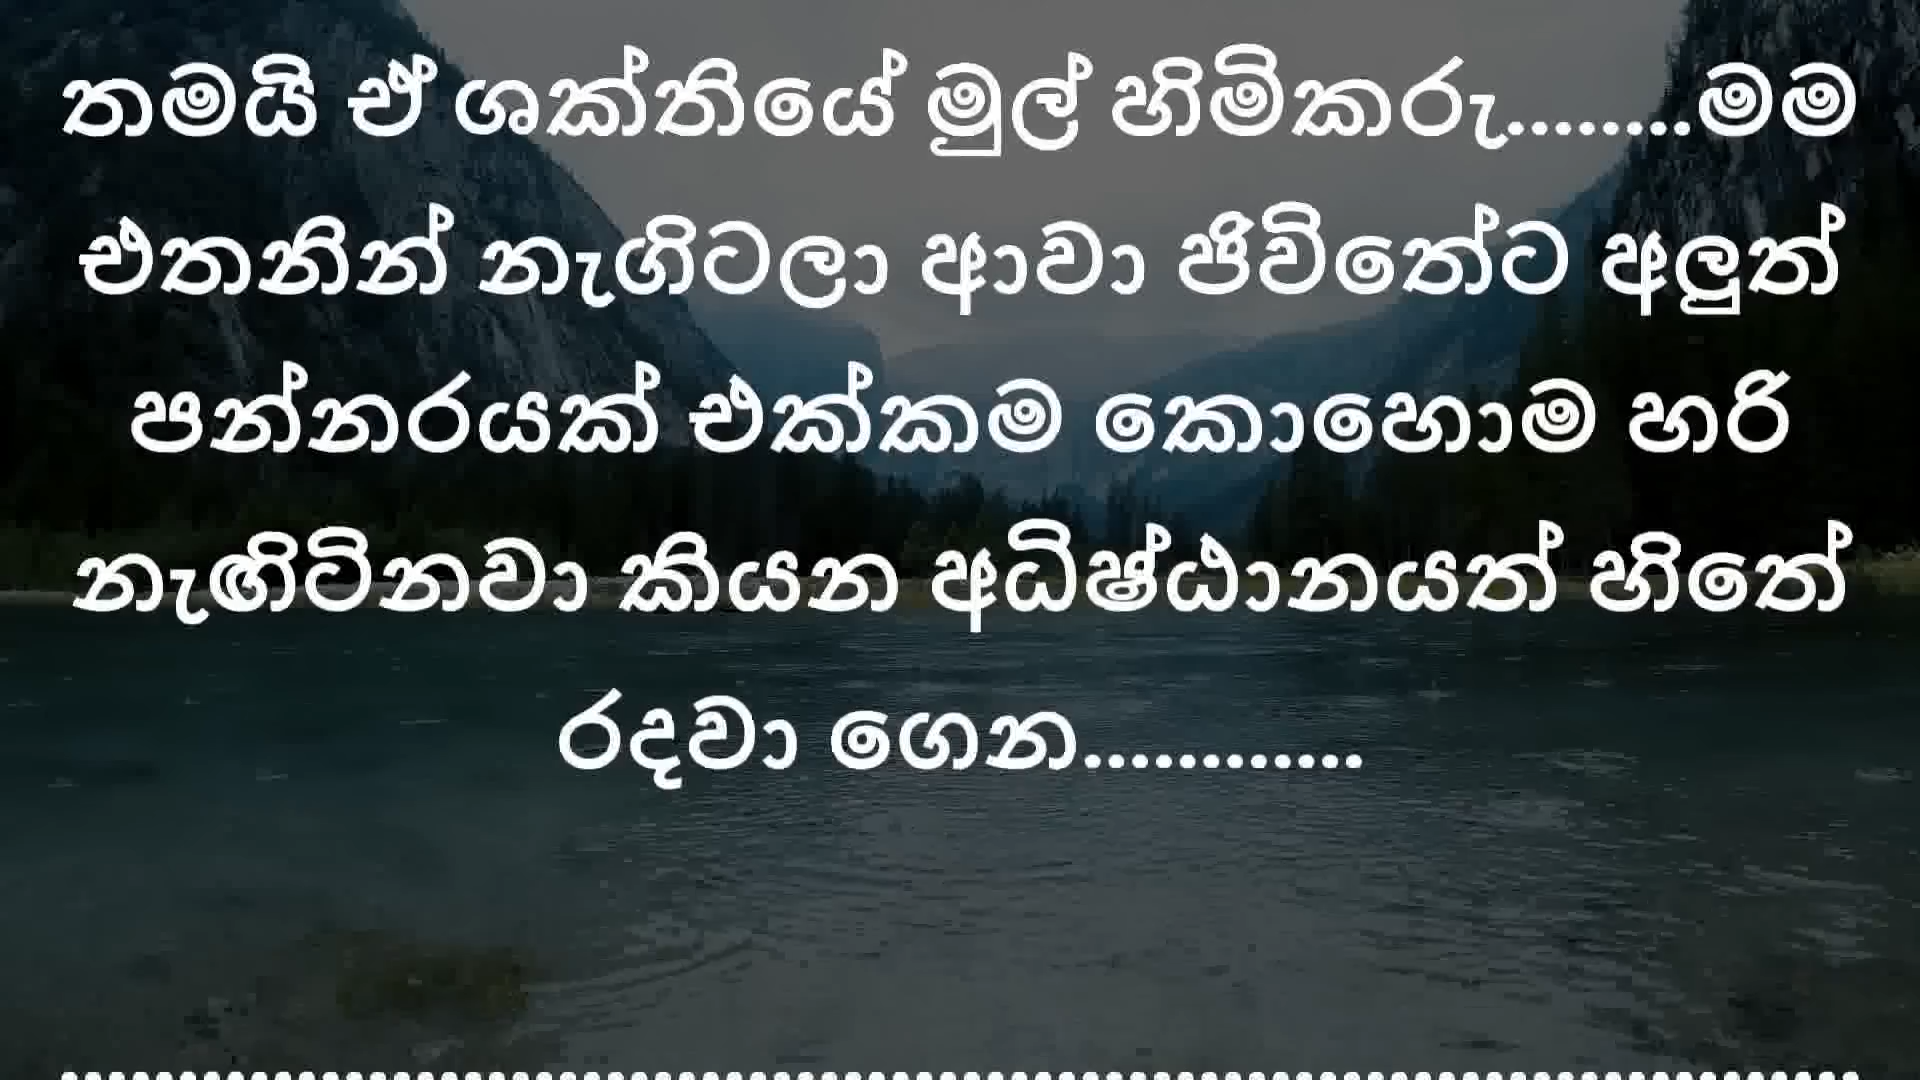 තමයි ඒ ශක්තියේ මුල් හිමිකරු........මම
එතනින් නැගිටලා ආවා ජිවිතේට අලුත්
පන්නරයක් එක්කම කොහොම හරි
නැඟිටිනවා කියන අධිෂ්ඨානයත් හිතේ
රදවා ගෙන............